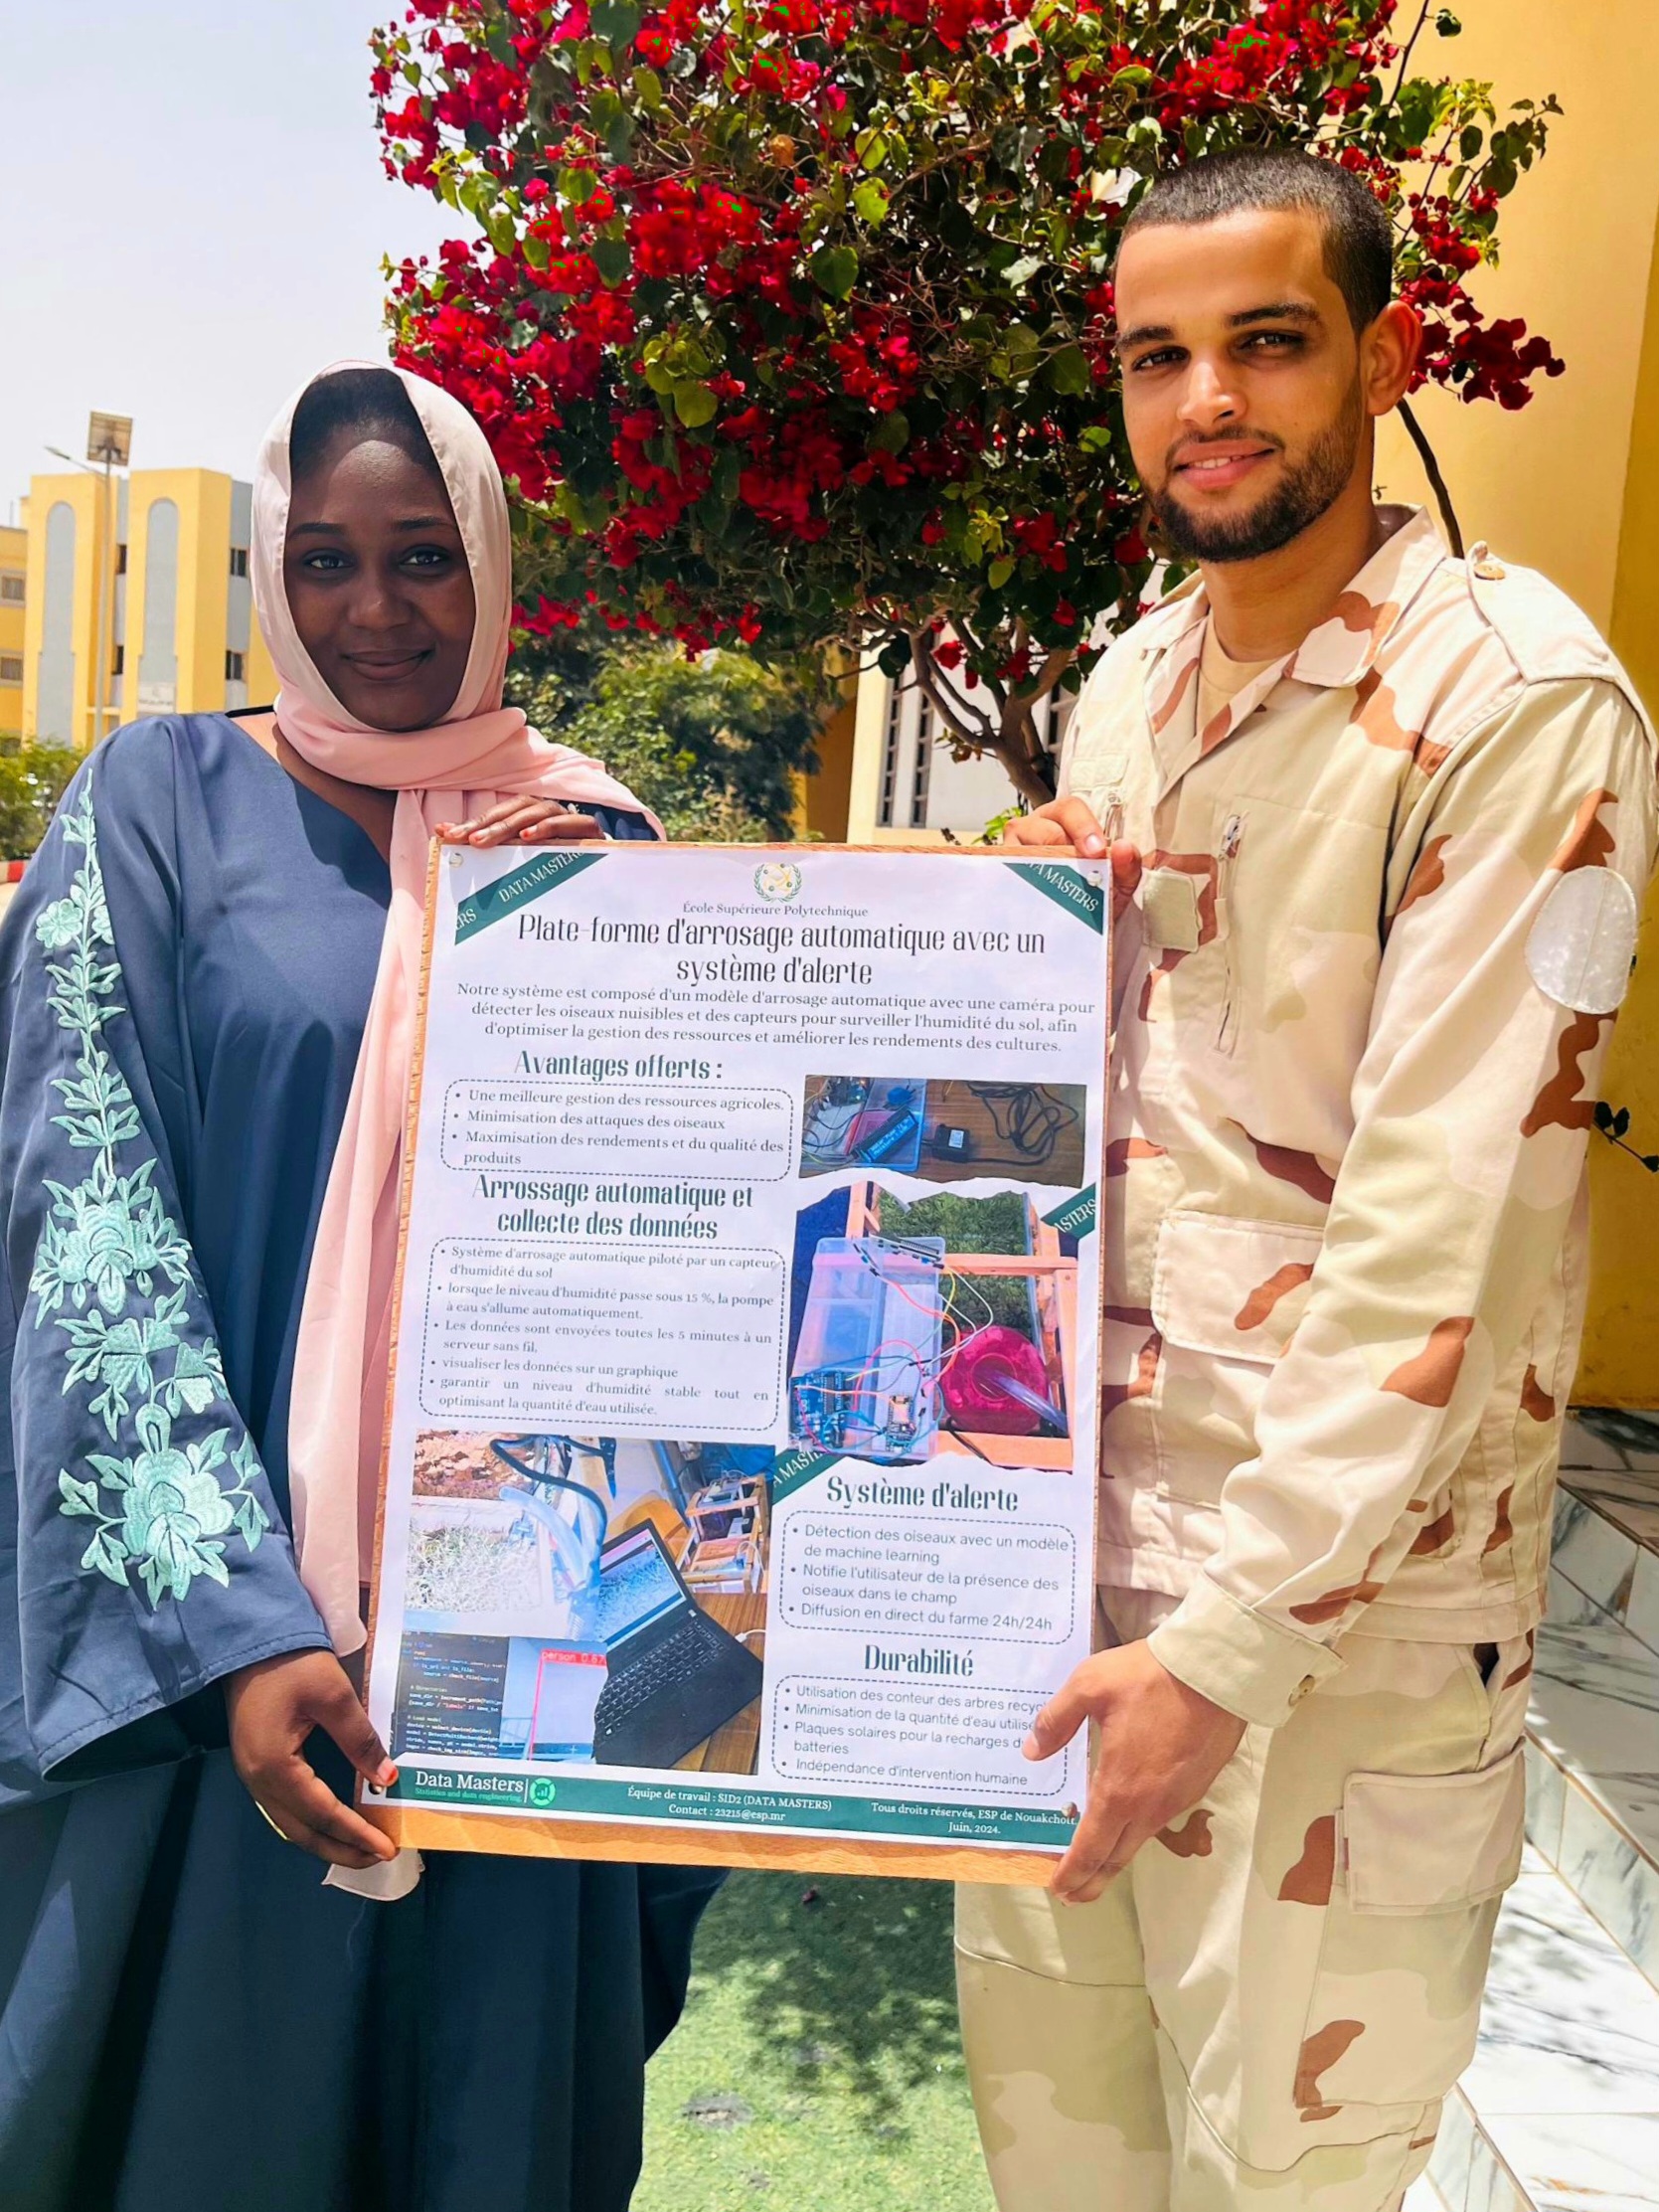 DATA MASTERS
École Supérieure Polytechnique
Plate-forme d'arrosage automatique avec un
système d'alerte
Notre système est composé d'un modèle d'arrosage automatique avec une caméra pour
détecter les oiseaux nuisibles et des capteurs pour surveiller l'humidité du sol, afin
d'optimiser la gestion des ressources et améliorer les rendements des cultures.
Avantages offerts :
• Une meilleure gestion des ressources agricoles.
• Minimisation des attaques des oiseaux
• Maximisation des rendements et du qualité des
produits
Arrossage automatique et
collecte des données
• Système d'arrosage automatique piloté par un capteur
d'humidité du sol
• lorsque le niveau d'humidité passe sous 15 %, la pompe
à eau s'allume automatiquement.
• Les données sont envoyées toutes les 5 minutes à un
serveur sans fil,
• visualiser les données sur un graphique
• garantir un niveau d'humidité stable tout en
optimisant la quantité d'eau utilisée.
Système d'alerte
• Détection des oiseaux avec un modèle
de machine learning
• Notifie l'utilisateur de la présence des
oiseaux dans le champ
• Diffusion en direct du farme 24h/24h
person 0.67
Durabilité
• Utilisation des conteur des arbres recyc
• Minimisation de la quantité d'eau utilisé
• Plaques solaires pour la recharges d
batteries
• Indépendance d'intervention humaine
Data Masters
Statistics and data engineering
Équipe de travail : SID2 (DATA MASTERS)
Contact : 23215@esp.mr
Tous droits réservés, ESP de Nouakchott
Juin, 2024.